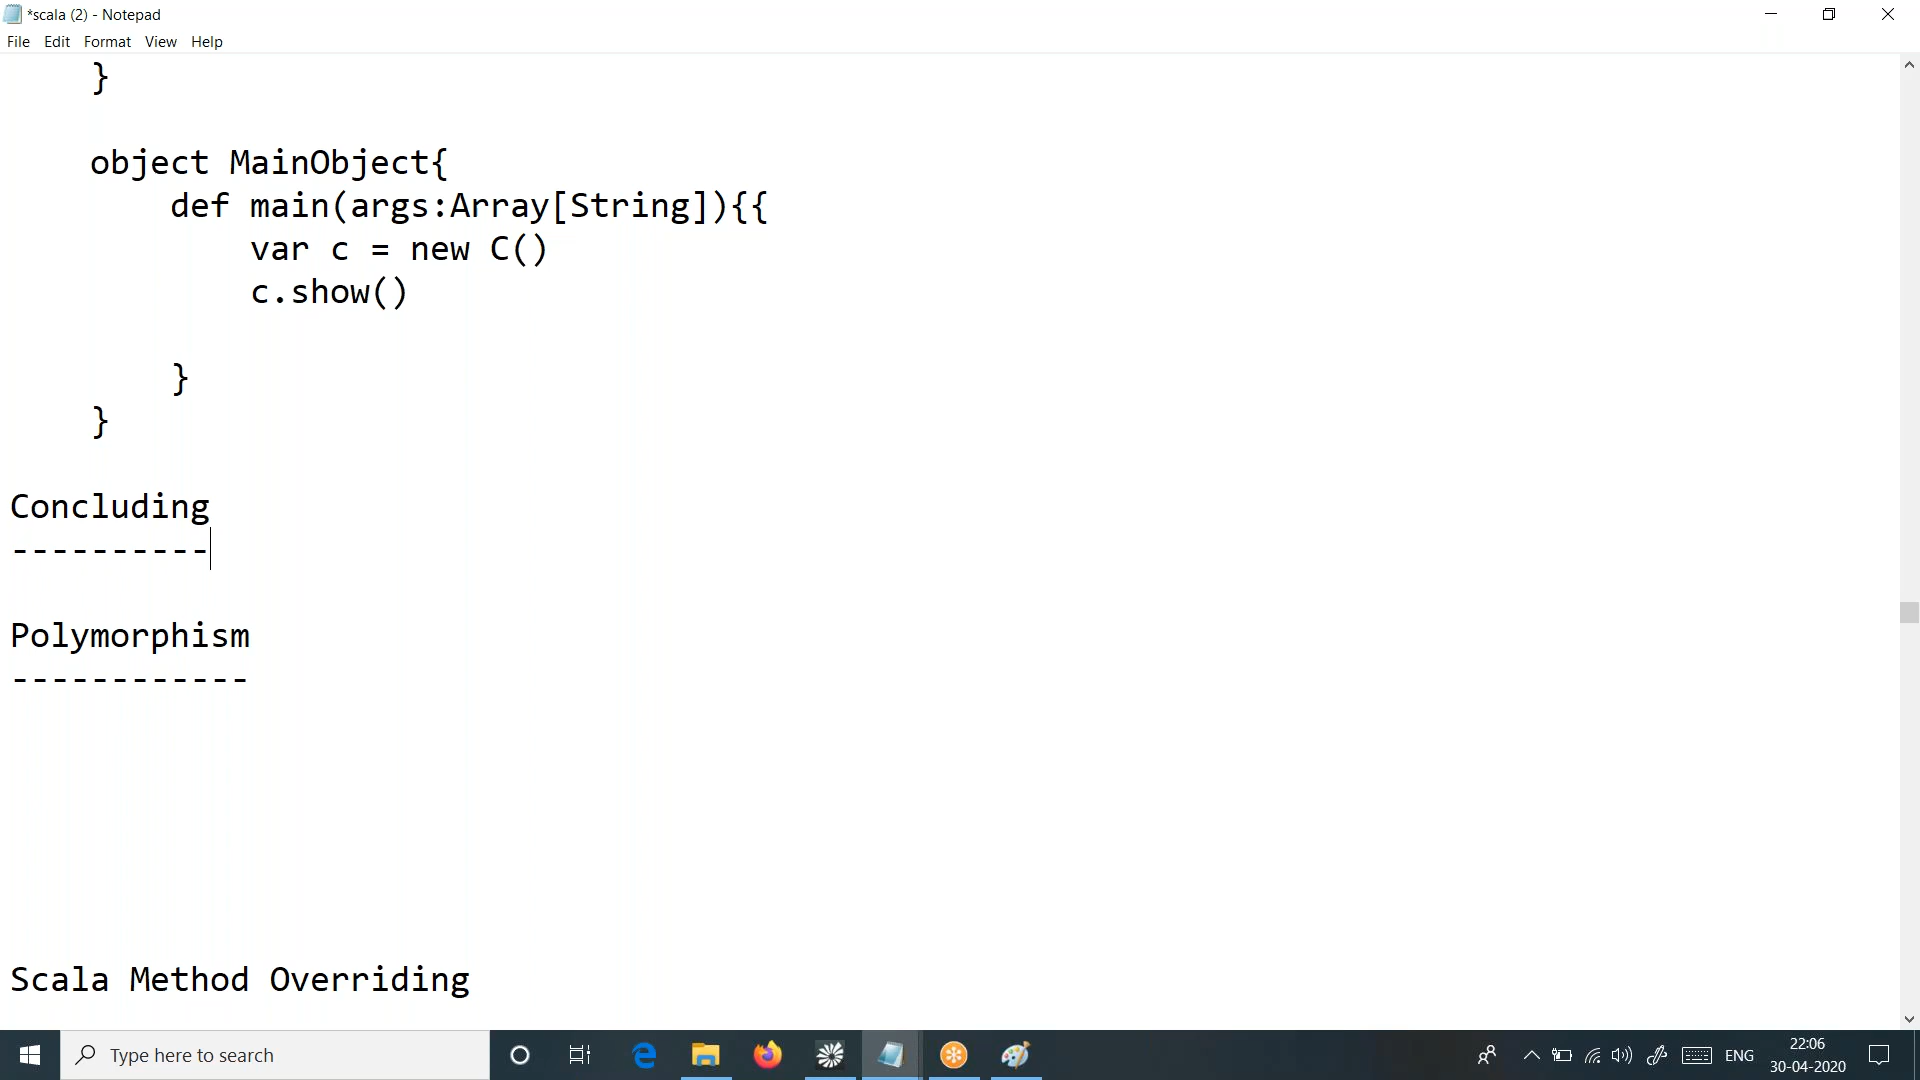 *scala (2) - Notepad
File Edit Format View Help
}
object MainObject{
def main(args:Array[String]){{
var c = new C()
c.show()
}
}
Concluding
----------
Polymorphism
------------
Scala Method Overriding
Type here to search
ENG
22:06
30-04-2020